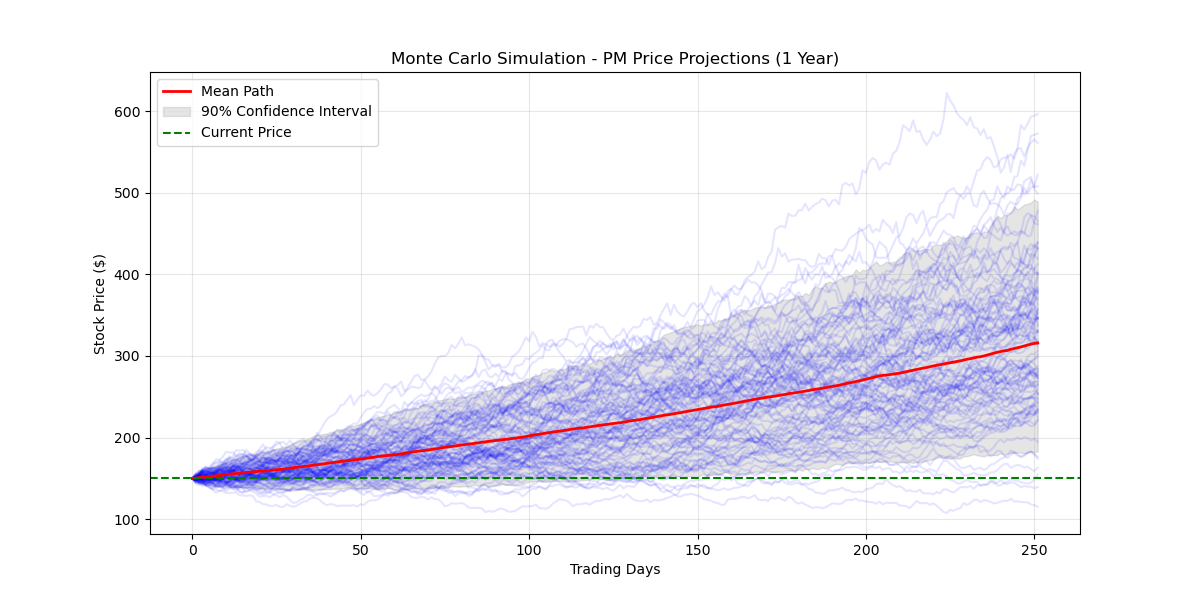 Monte Carlo Simulation - PM Price Projections (1 Year)
Mean Path
90% Confidence Interval
Current Price
Stock Price ($)
600
500
400
300
200
100
0
50
100
150
200
250
Trading Days